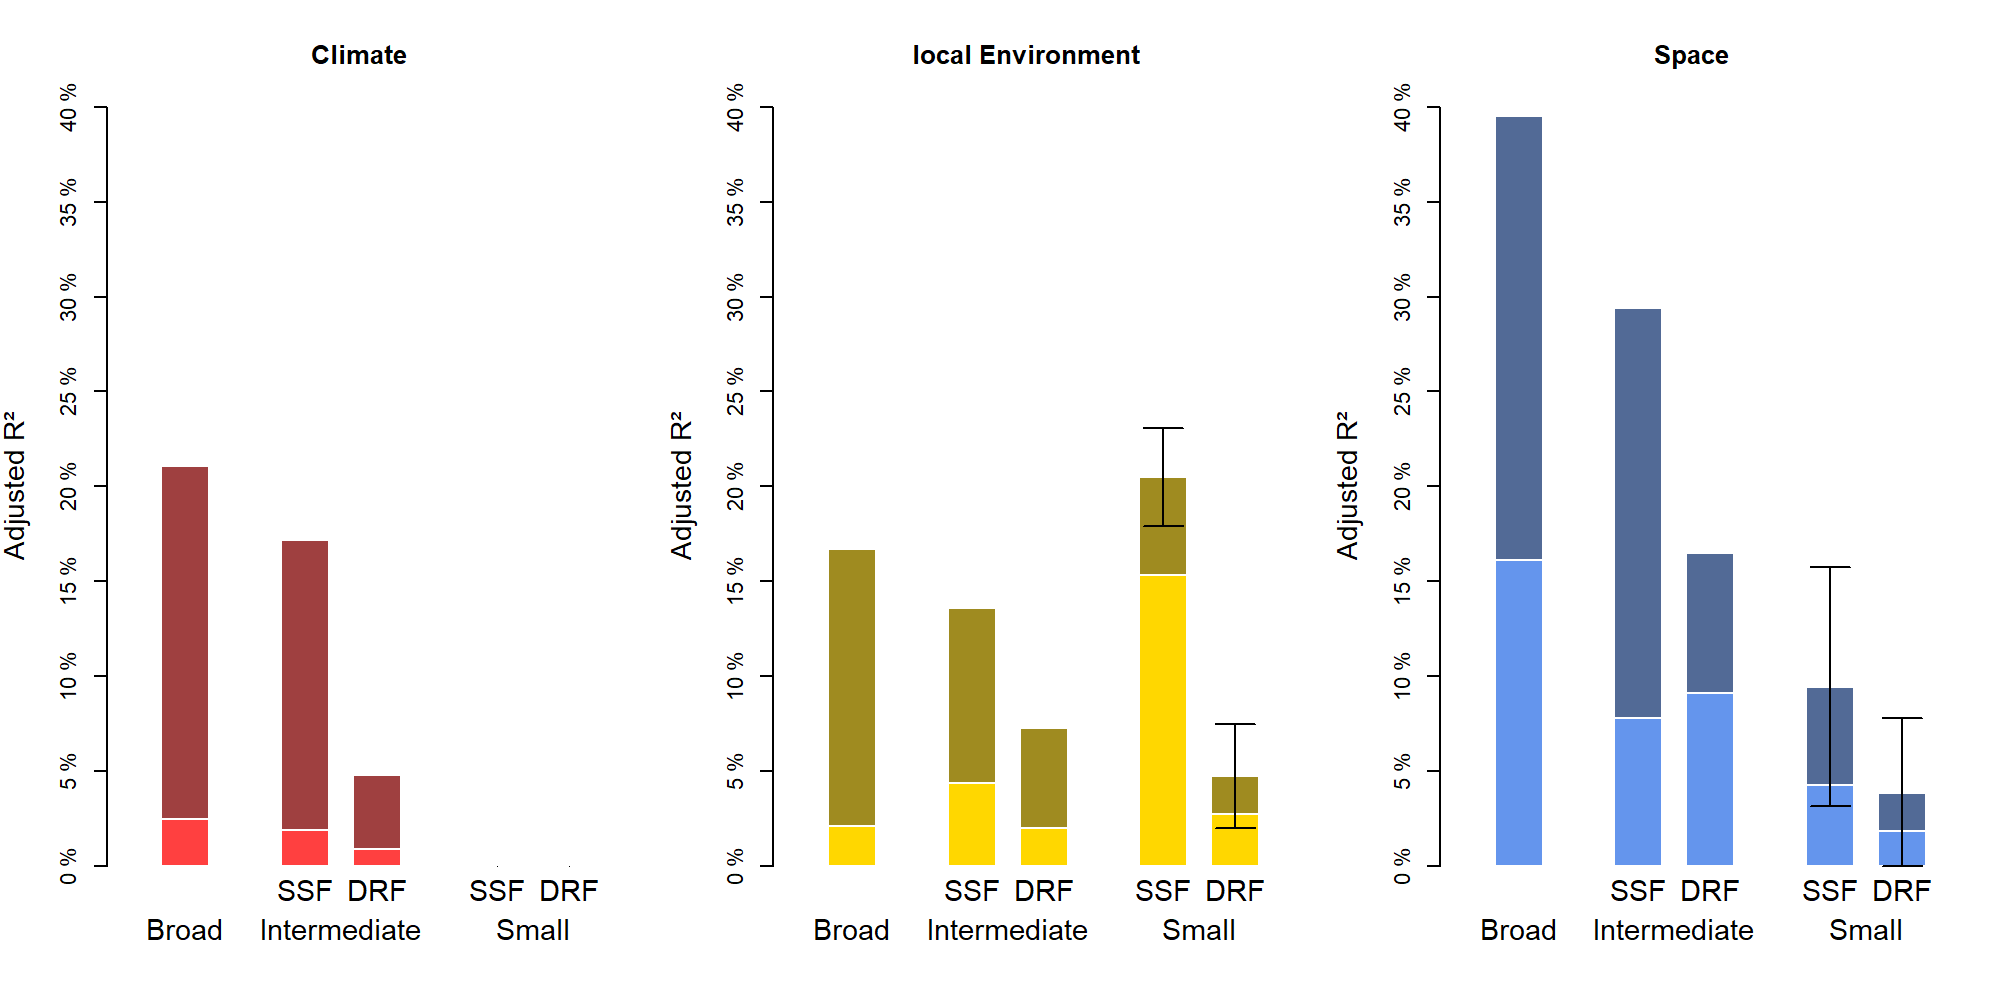 Climate
40 %
35 %
30 %
25 %
20 %
15 %
10 %
5 %
0 %
Adjusted R²
SSF DRF SSF DRF
Broad Intermediate Small
local Environment
40 %
35 %
30 %
25 %
20 %
15 %
10 %
5 %
0 %
Adjusted R²
SSF DRF SSF DRF
Broad Intermediate Small
Space
40 %
35 %
30 %
25 %
20 %
15 %
10 %
5 %
0 %
Adjusted R²
SSF DRF SSF DRF
Broad Intermediate Small